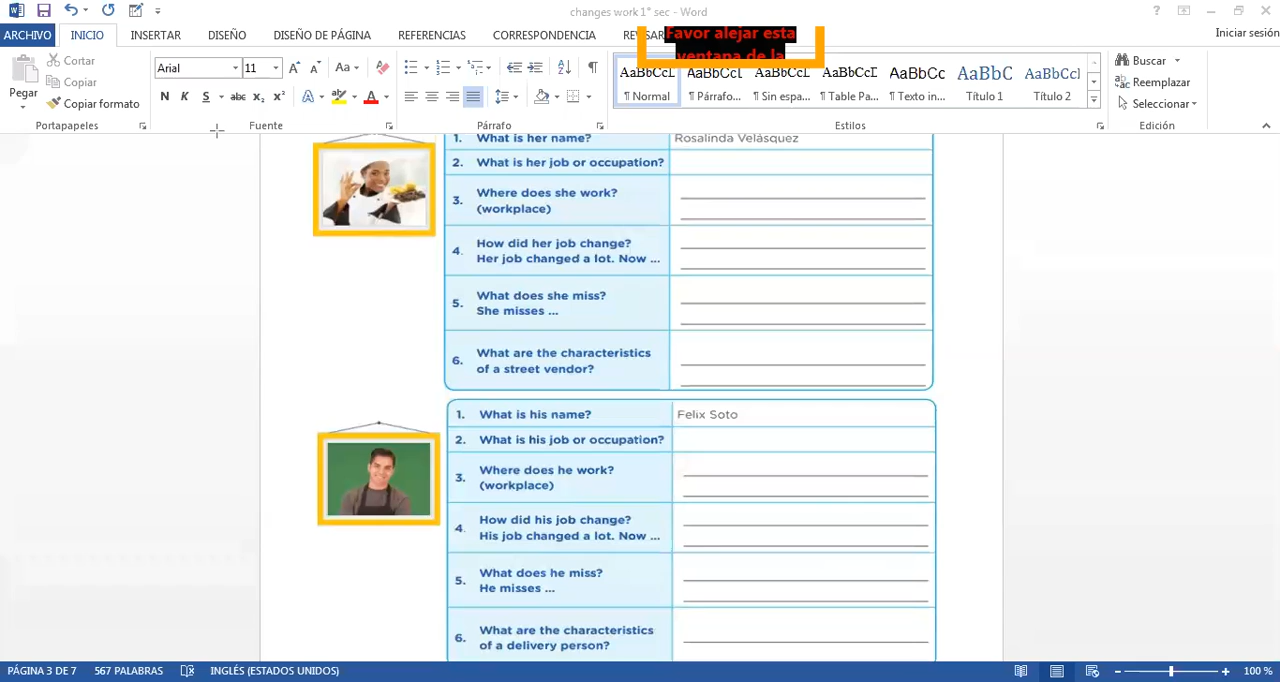 changes work 1° sec - Word
?
ARCHIVO INICIO INSERTAR DISEÑO DISEÑO DE PÁGINA REFERENCIAS CORRESPONDENCIA Iniciar sesión
Favor alejar esta
ventana de la
Pegar
Cortar
Copiar
Copiar formato
Portapapeles
Arial 11
Aa
N K S abc x₂ x² A A
Fuente
Párrafo
AaBbCcL AaBbCcL AaBbCcL AaBbCcI AaBbCc AaBbC AaBbCcl
¶ Normal ¶ Párrafo... ¶ Sin espa... ¶ Table Pa... ¶ Texto in... Título 1 Título 2
Estilos
Buscar
Reemplazar
Seleccionar
Edición
1. What is her name? Rosalinda Velásquez
2. What is her job or occupation?
3. Where does she work?
(workplace)
4. How did her job change?
Her job changed a lot. Now ...
5. What does she miss?
She misses ...
6. What are the characteristics
of a street vendor?
1. What is his name? Felix Soto
2. What is his job or occupation?
3. Where does he work?
(workplace)
4. How did his job change?
His job changed a lot. Now ...
5. What does he miss?
He misses ...
6. What are the characteristics
of a delivery person?
PÁGINA 3 DE 7 567 PALABRAS INGLÉS (ESTADOS UNIDOS) 100 %